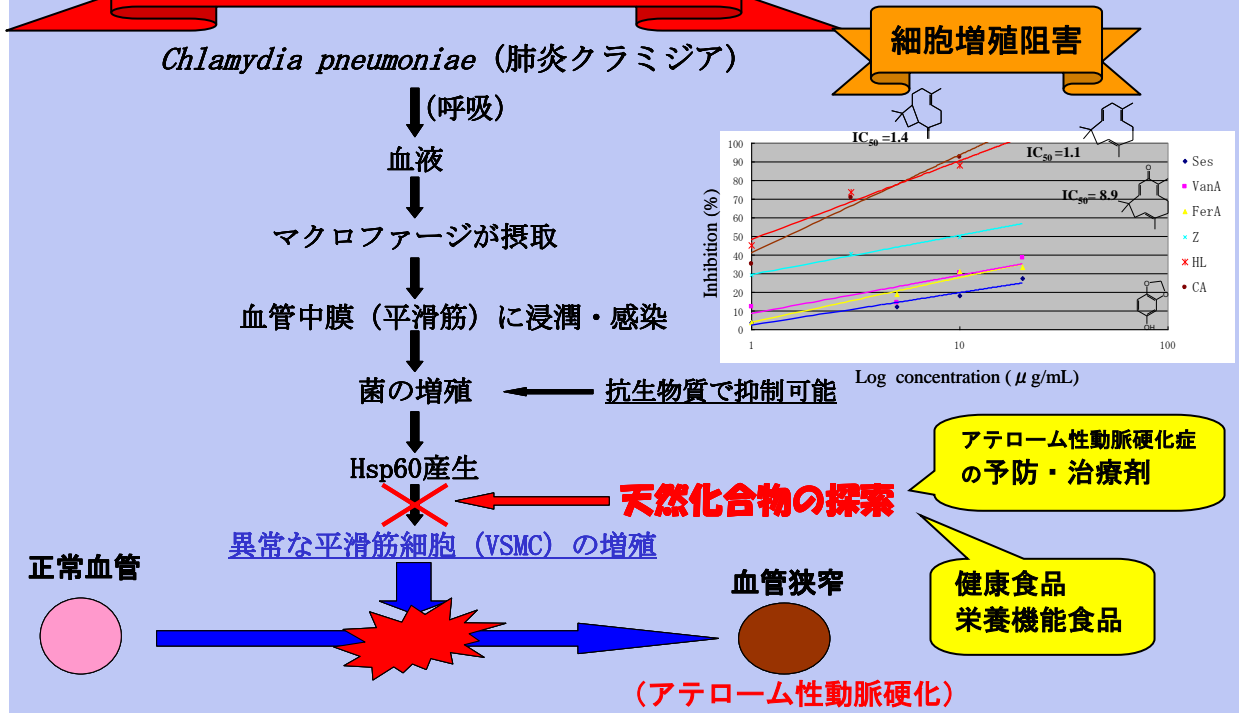 細胞増殖阻害
Chlamydia pneumoniae (肺炎クラミジア)
(呼吸)
血液
マクロファージが摂取
血管中膜 (平滑筋) に浸潤・感染
菌の増殖
抗生物質で抑制可能
Hsp60産生
天然化合物の探索
異常な平滑筋細胞 (VSMC) の増殖
正常血管
血管狭窄
(アテローム性動脈硬化)
アテローム性動脈硬化症
の予防・治療剤
健康食品
栄養機能食品
IC50 =1.4
IC50 =1.1
IC50= 8.9
O
O
O
OH
Inhibition (%)
100
90
80
70
60
50
40
30
20
10
0
1
10
100
Log concentration ( μ g/mL)
Ses
VanA
FerA
Z
HL
CA